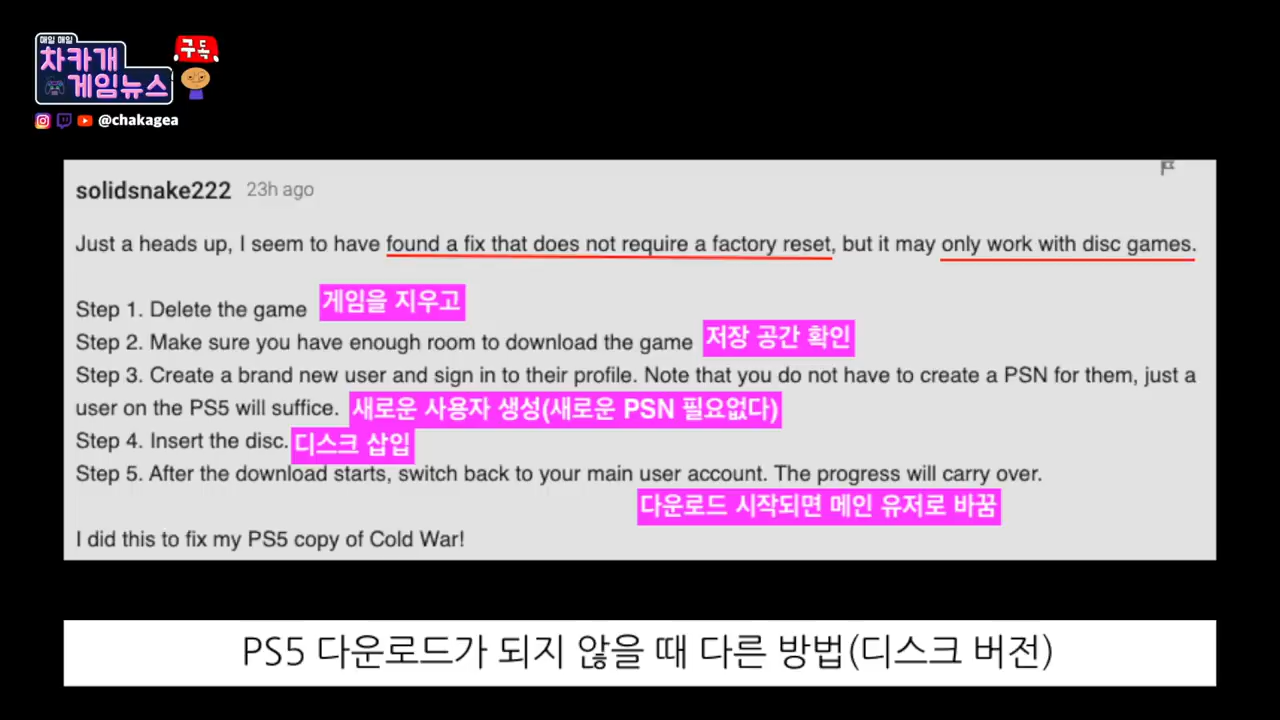 매일 매일
차카개
게임뉴스
구독
@chakagea
solidsnake222 23h ago
Just a heads up, I seem to have found a fix that does not require a factory reset, but it may only work with disc games.
Step 1. Delete the game 게임을 지우고
Step 2. Make sure you have enough room to download the game 저장 공간 확인
Step 3. Create a brand new user and sign in to their profile. Note that you do not have to create a PSN for them, just a
user on the PS5 will suffice. 새로운 사용자 생성(새로운 PSN 필요없다)
Step 4. Insert the disc. 디스크 삽입
Step 5. After the download starts, switch back to your main user account. The progress will carry over.
다운로드 시작되면 메인 유저로 바꿈
I did this to fix my PS5 copy of Cold War!
PS5 다운로드가 되지 않을 때 다른 방법(디스크 버전)